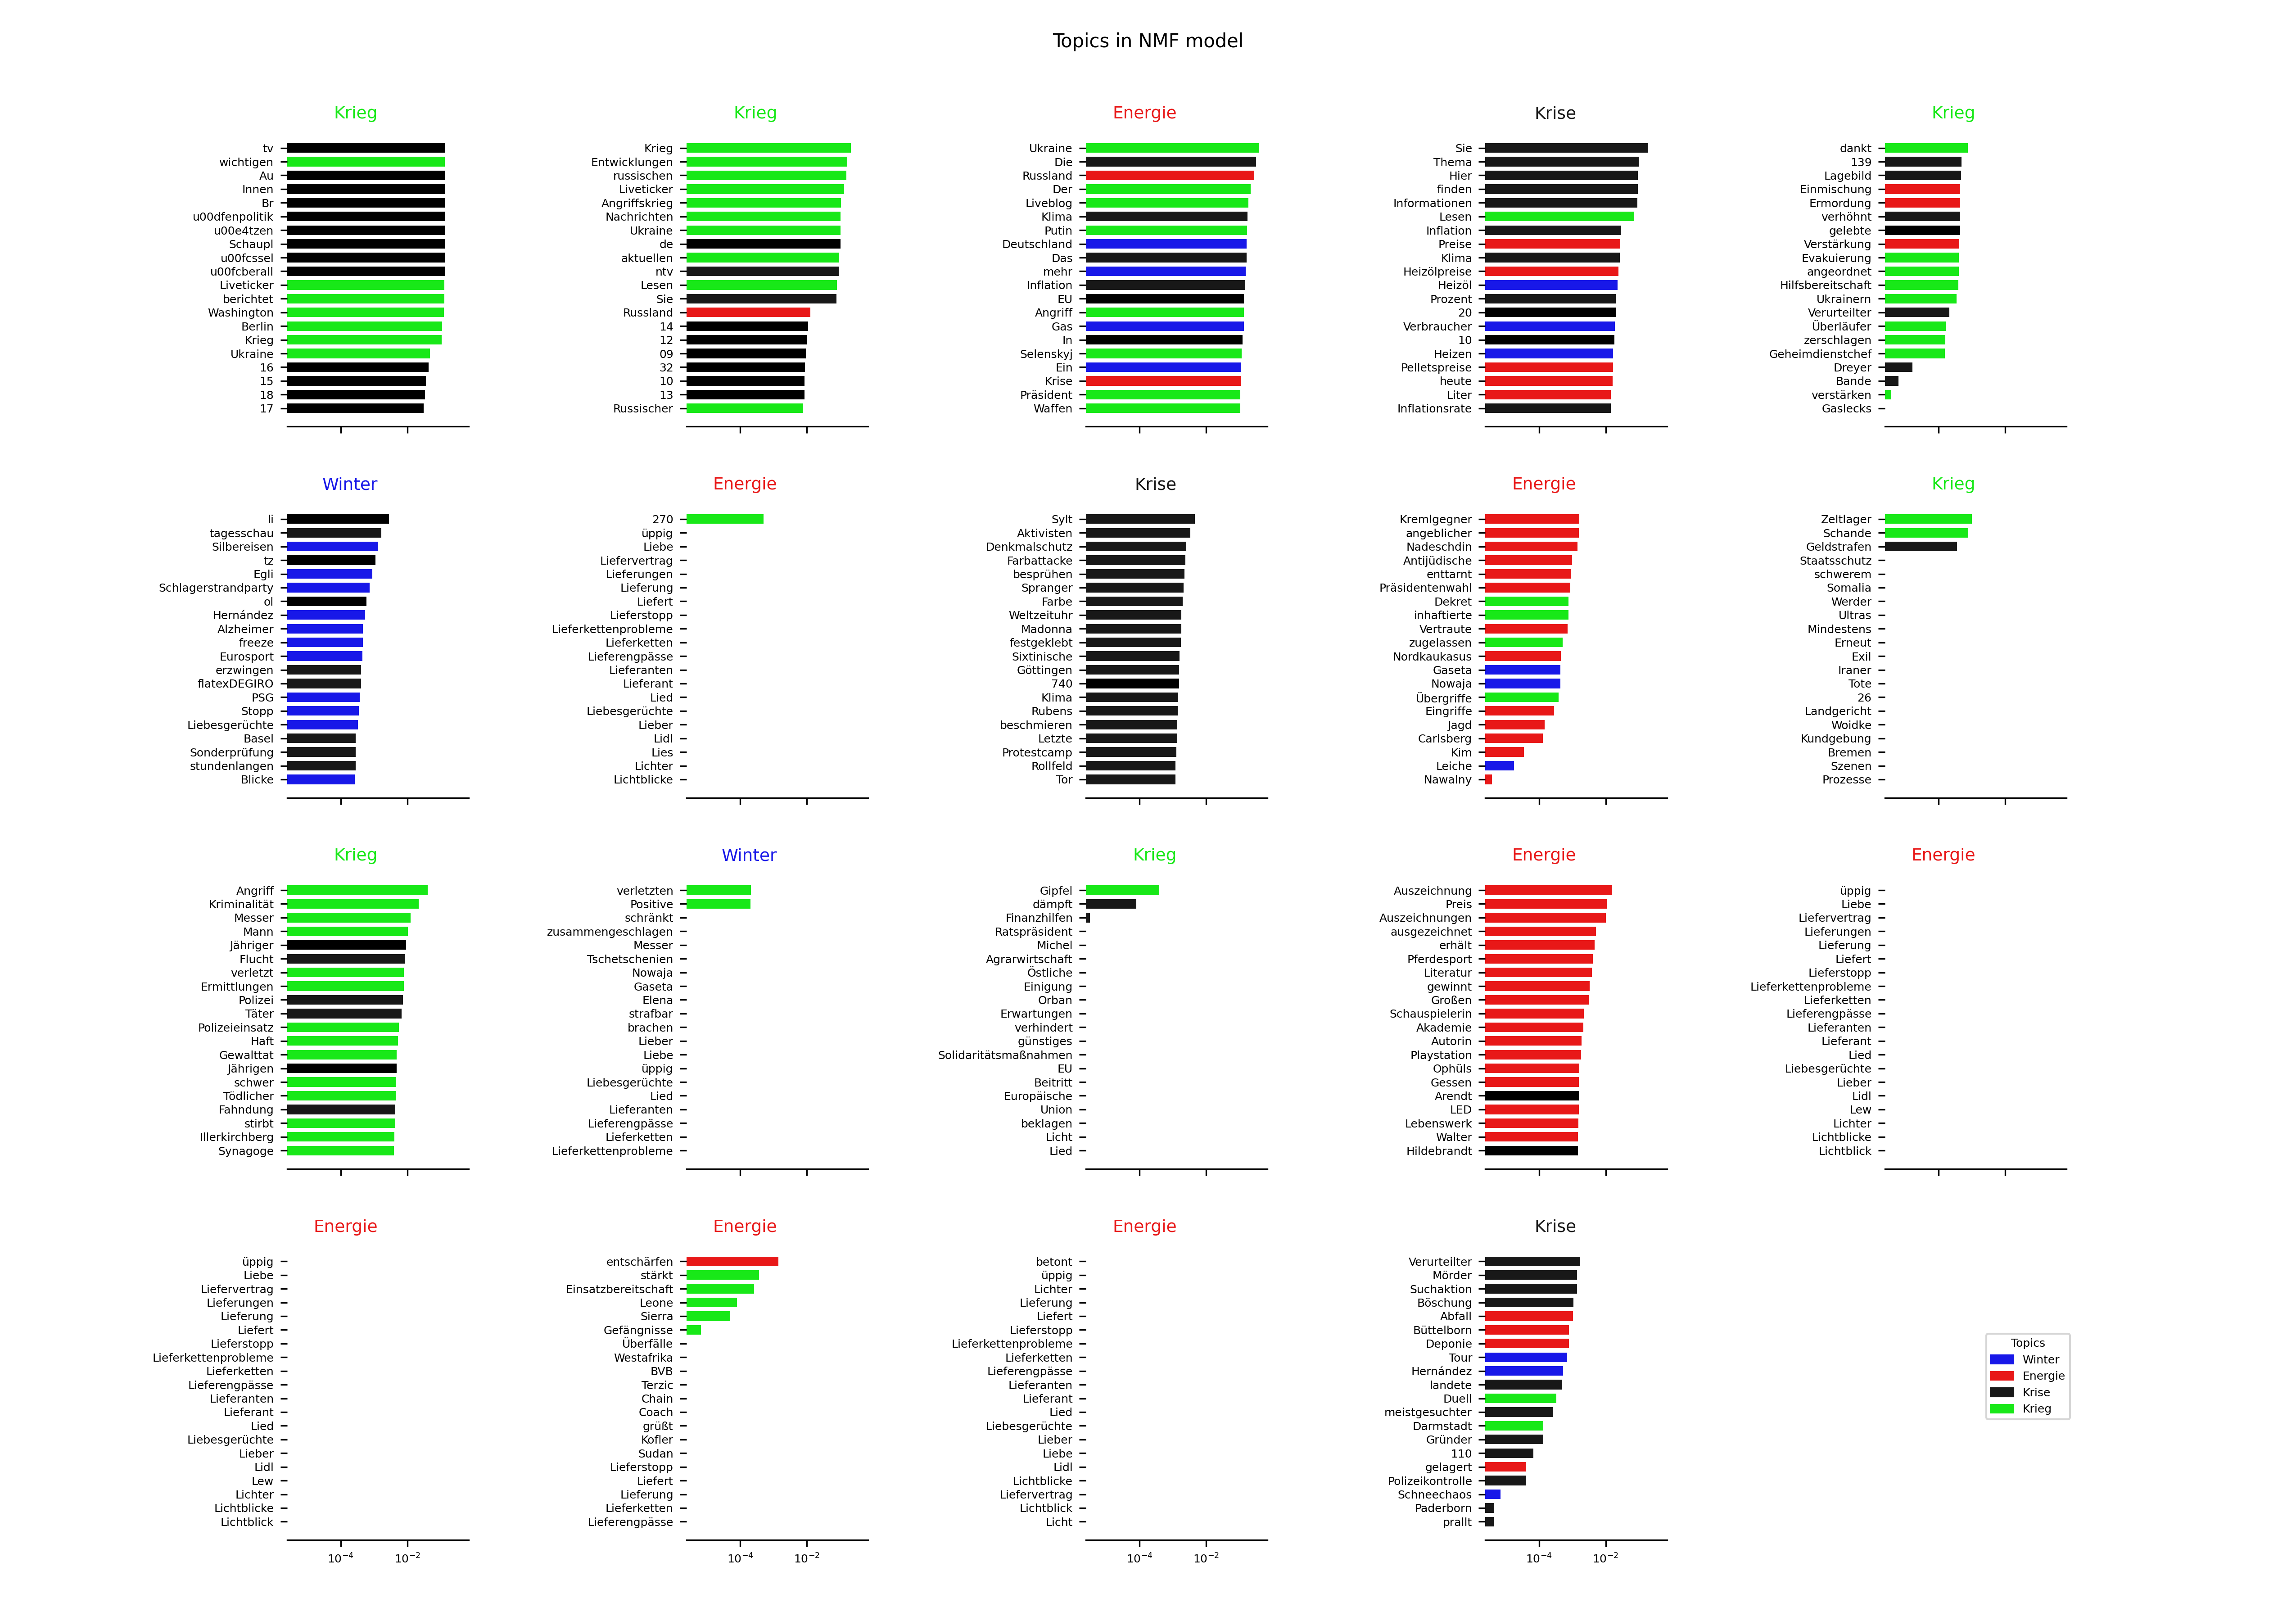 Topics in NMF model
Krieg
tv
wichtigen
Au
Innen
Br
u00dfenpolitik
u00e4tzen
Schaupl
u00fcssel
u00fcberall
Liveticker
berichtet
Washington
Berlin
Krieg
Ukraine
16
15
18
17
Krieg
Krieg
Entwicklungen
russischen
Liveticker
Angriffskrieg
Nachrichten
Ukraine
de
aktuellen
ntv
Lesen
Sie
Russland
14
12
09
32
10
13
Russischer
Energie
Ukraine
Die
Russland
Der
Liveblog
Klima
Putin
Deutschland
Das
mehr
Inflation
EU
Angriff
Gas
In
Selenskyj
Ein
Krise
Präsident
Waffen
Krise
Sie
Thema
Hier
finden
Informationen
Lesen
Inflation
Preise
Klima
Heizölpreise
Heizöl
Prozent
20
Verbraucher
10
Heizen
Pelletspreise
heute
Liter
Inflationsrate
Krieg
dankt
139
Lagebild
Einmischung
Ermordung
verhöhnt
gelebte
Verstärkung
Evakuierung
angeordnet
Hilfsbereitschaft
Ukrainern
Verurteilter
Überläufer
zerschlagen
Geheimdienstchef
Dreyer
Bande
verstärken
Gaslecks
Winter
li
tagesschau
Silbereisen
tz
Egli
Schlagerstrandparty
ol
Hernández
Alzheimer
freeze
Eurosport
erzwingen
flatexDEGIRO
PSG
Stopp
Liebesgerüchte
Basel
Sonderprüfung
stundenlangen
Blicke
Energie
270
üppig
Liebe
Liefervertrag
Lieferungen
Lieferung
Liefert
Lieferstopp
Lieferkettenprobleme
Lieferketten
Lieferengpässe
Lieferanten
Lieferant
Lied
Liebesgerüchte
Lieber
Lidl
Lies
Lichter
Lichtblicke
Krise
Sylt
Aktivisten
Denkmalschutz
Farbattacke
besprühen
Spranger
Farbe
Weltzeituhr
Madonna
festgeklebt
Sixtinische
Göttingen
740
Klima
Rubens
beschmieren
Letzte
Protestcamp
Rollfeld
Tor
Energie
Kremlgegner
angeblicher
Nadeschdin
Antijüdische
enttarnt
Präsidentenwahl
Dekret
inhaftierte
Vertraute
zugelassen
Nordkaukasus
Gaseta
Nowaja
Übergriffe
Eingriffe
Jagd
Carlsberg
Kim
Leiche
Nawalny
Krieg
Zeltlager
Schande
Geldstrafen
Staatsschutz
schwerem
Somalia
Werder
Ultras
Mindestens
Erneut
Exil
Iraner
Tote
26
Landgericht
Woidke
Kundgebung
Bremen
Szenen
Prozesse
Krieg
Angriff
Kriminalität
Messer
Mann
Jähriger
Flucht
verletzt
Ermittlungen
Polizei
Täter
Polizeieinsatz
Haft
Gewalttat
Jährigen
schwer
Tödlicher
Fahndung
stirbt
Illerkirchberg
Synagoge
Winter
verletzten
Positive
schränkt
zusammengeschlagen
Messer
Tschetschenien
Nowaja
Gaseta
Elena
strafbar
brachen
Lieber
Liebe
üppig
Liebesgerüchte
Lied
Lieferanten
Lieferengpässe
Lieferketten
Lieferkettenprobleme
Krieg
Gipfel
dämpft
Finanzhilfen
Ratspräsident
Michel
Agrarwirtschaft
Östliche
Einigung
Orban
Erwartungen
verhindert
günstiges
Solidaritätsmaßnahmen
EU
Beitritt
Europäische
Union
beklagen
Licht
Lied
Energie
Auszeichnung
Preis
Auszeichnungen
ausgezeichnet
erhält
Pferdesport
Literatur
gewinnt
Großen
Schauspielerin
Akademie
Autorin
Playstation
Ophüls
Gessen
Arendt
LED
Lebenswerk
Walter
Hildebrandt
Energie
üppig
Liebe
Liefervertrag
Lieferungen
Lieferung
Liefert
Lieferstopp
Lieferkettenprobleme
Lieferketten
Lieferengpässe
Lieferanten
Lieferant
Lied
Liebesgerüchte
Lieber
Lidl
Lew
Lichter
Lichtblicke
Lichtblick
Energie
üppig
Liebe
Liefervertrag
Lieferungen
Lieferung
Liefert
Lieferstopp
Lieferkettenprobleme
Lieferketten
Lieferengpässe
Lieferanten
Lieferant
Lied
Liebesgerüchte
Lieber
Lidl
Lew
Lichter
Lichtblicke
Lichtblick
10⁻⁴ 10⁻²
Energie
entschärfen
stärkt
Einsatzbereitschaft
Leone
Sierra
Gefängnisse
Überfälle
Westafrika
BVB
Terzic
Chain
Coach
grüßt
Kofler
Sudan
Lieferstopp
Liefert
Lieferung
Lieferketten
Lieferengpässe
10⁻⁴ 10⁻²
Energie
betont
üppig
Lichter
Lieferung
Liefert
Lieferstopp
Lieferkettenprobleme
Lieferketten
Lieferengpässe
Lieferanten
Lieferant
Lied
Liebesgerüchte
Lieber
Liebe
Lidl
Lichtblicke
Liefervertrag
Lichtblick
Licht
10⁻⁴ 10⁻²
Krise
Verurteilter
Mörder
Suchaktion
Böschung
Abfall
Büttelborn
Deponie
Tour
Hernández
landete
Duell
meistgesuchter
Darmstadt
Gründer
110
gelagert
Polizeikontrolle
Schneechaos
Paderborn
prallt
10⁻⁴ 10⁻²
Topics
Winter
Energie
Krise
Krieg